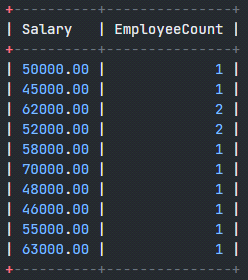 +----------+---------------+
| Salary   | EmployeeCount |
+----------+---------------+
| 50000.00 |             1 |
| 45000.00 |             1 |
| 62000.00 |             2 |
| 52000.00 |             2 |
| 58000.00 |             1 |
| 70000.00 |             1 |
| 48000.00 |             1 |
| 46000.00 |             1 |
| 55000.00 |             1 |
| 63000.00 |             1 |
+----------+---------------+